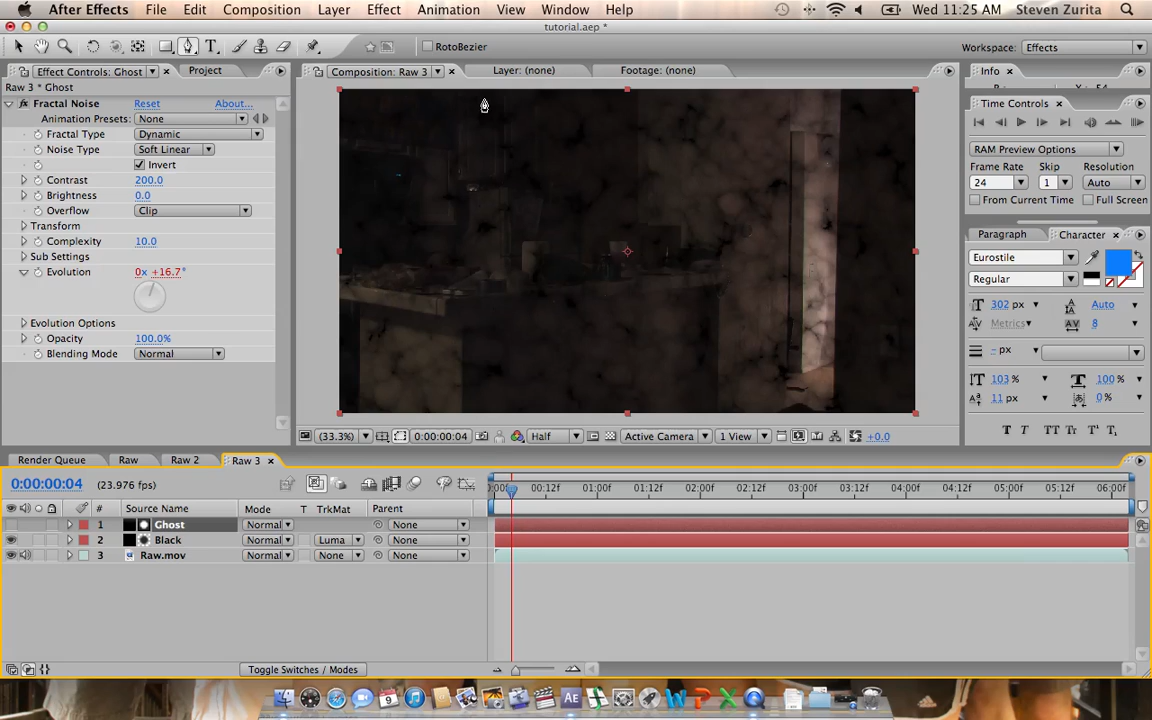 After Effects File Edit Composition Layer Effect Animation View Window Help Wed 11:25 AM Steven Zurita
tutorial.aep *
T RotoBezier Workspace: Effects
Effect Controls: Ghost Project Composition: Raw 3 Layer: (none) Footage: (none) Info
Raw 3 * Ghost
Fractal Noise Reset About... Time Controls
Animation Presets: None
Fractal Type Dynamic
Noise Type Soft Linear RAM Preview Options
Invert Frame Rate Skip Resolution
Contrast 200.0 24 1 Auto
Brightness 0.0 From Current Time Full Screen
Overflow Clip
Transform
Complexity 10.0 Paragraph Character
Sub Settings Eurostile
Evolution 0x +16.7° Regular
302 px Auto
Evolution Options Metrics 8
Opacity 100.0%
Blending Mode Normal - px
103 % 100 %
11 px 0 %
T T TT Tr T' T,
(33.3%) 0:00:00:04 Half Active Camera 1 View +0.0
Render Queue Raw Raw 2 Raw 3
0:00:00:04 (23.976 fps) 00f 00:12f 01:00f 01:12f 02:00f 02:12f 03:00f 03:12f 04:00f 04:12f 05:00f 05:12f 06:00f
# Source Name Mode T TrkMat Parent
1 Ghost Normal None
2 Black Normal Luma None
3 Raw.mov Normal None None
Toggle Switches / Modes